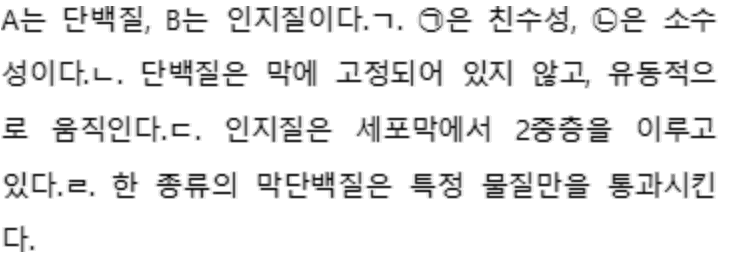 A는 단백질, B는 인지질이다.ㄱ. ㉠은 친수성, ㉡은 소수
성이다.ㄴ. 단백질은 막에 고정되어 있지 않고, 유동적으
로 움직인다.ㄷ. 인지질은 세포막에서 2중층을 이루고
있다.ㄹ. 한 종류의 막단백질은 특정 물질만을 통과시킨
다.